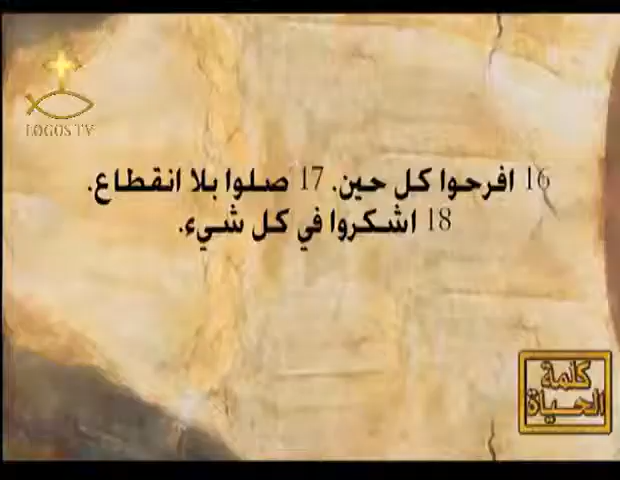 LOGOS TV
16 افرحوا كل حين. 17 صلوا بلا انقطاع.
18 اشكروا في كل شيء.
كلمة
الحياة